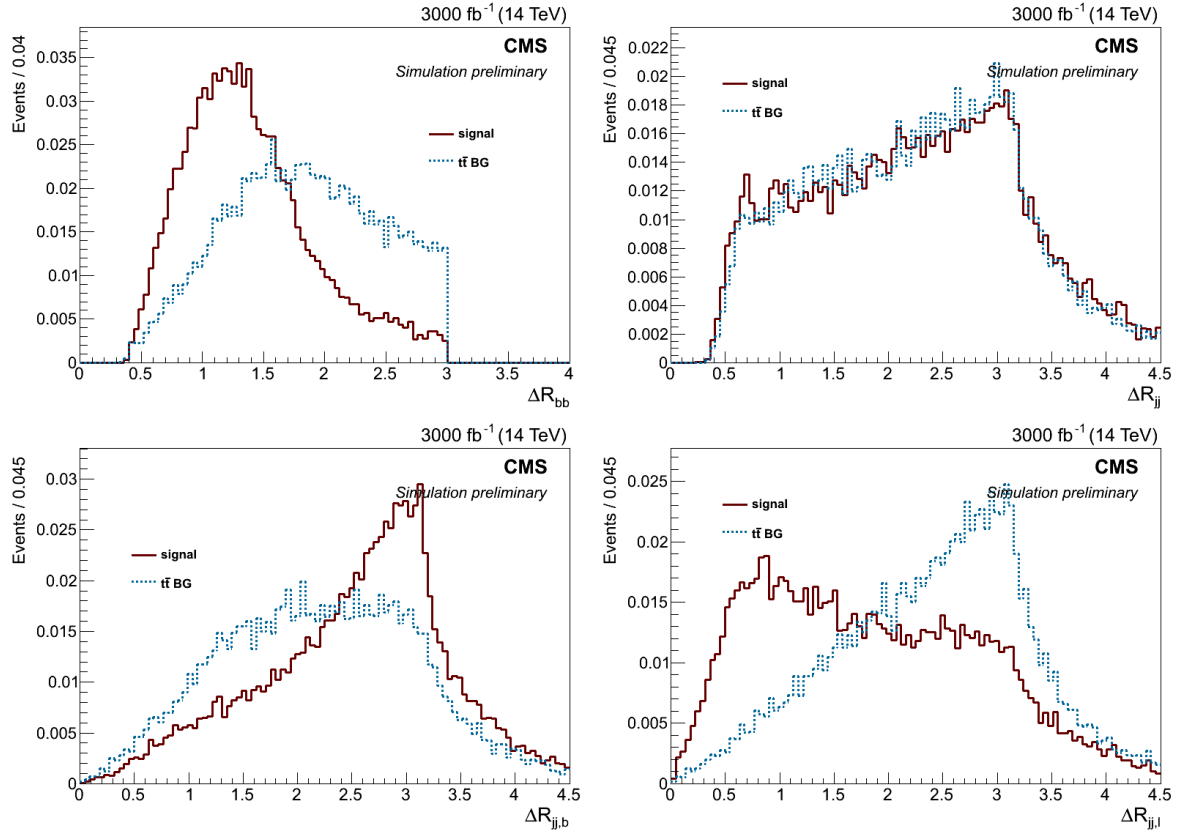 3000 fb⁻¹ (14 TeV)
Events / 0.04
CMS
Simulation preliminary
signal
tt̄ BG
0.035
0.03
0.025
0.02
0.015
0.01
0.005
0
0 0.5 1 1.5 2 2.5 3 3.5 4
ΔR_bb
3000 fb⁻¹ (14 TeV)
Events / 0.045
CMS
Simulation preliminary
signal
tt̄ BG
0.022
0.02
0.018
0.016
0.014
0.012
0.01
0.008
0.006
0.004
0.002
0
0 0.5 1 1.5 2 2.5 3 3.5 4 4.5
ΔR_jj
3000 fb⁻¹ (14 TeV)
Events / 0.045
CMS
Simulation preliminary
signal
tt̄ BG
0.03
0.025
0.02
0.015
0.01
0.005
0
0 0.5 1 1.5 2 2.5 3 3.5 4 4.5
ΔR_jj,b
3000 fb⁻¹ (14 TeV)
Events / 0.045
CMS
Simulation preliminary
signal
tt̄ BG
0.025
0.02
0.015
0.01
0.005
0
0 0.5 1 1.5 2 2.5 3 3.5 4 4.5
ΔR_jj,l